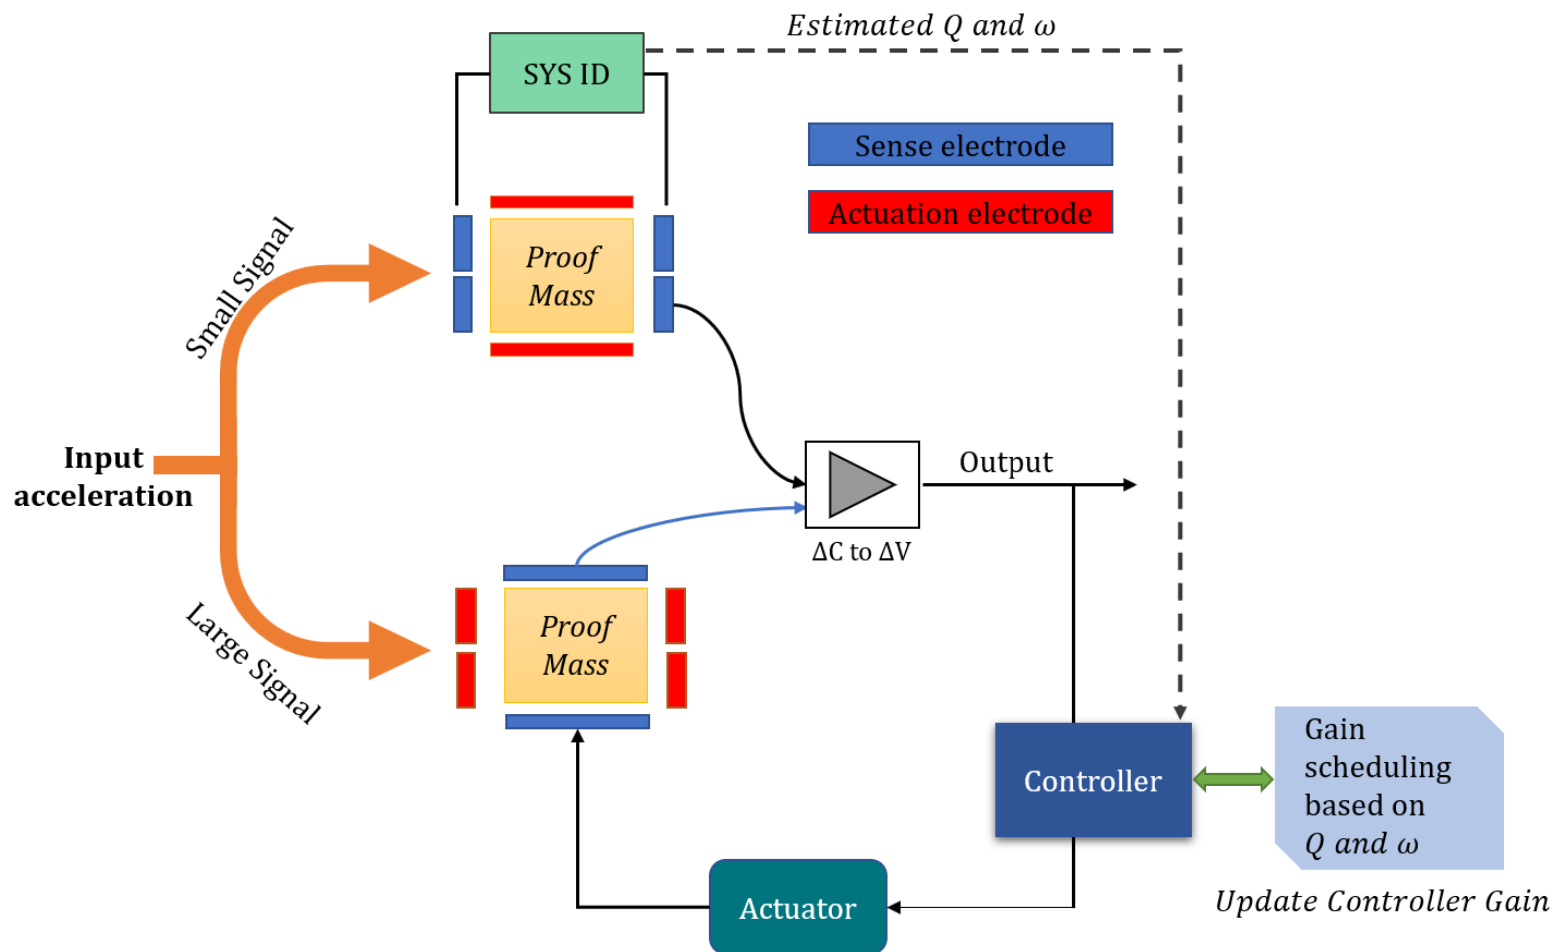 Estimated Q and ω
SYS ID
Sense electrode
Actuation electrode
Small Signal
Proof
Mass
Input
acceleration
Output
ΔC to ΔV
Large Signal
Proof
Mass
Controller
Gain
scheduling
based on
Q and ω
Update Controller Gain
Actuator